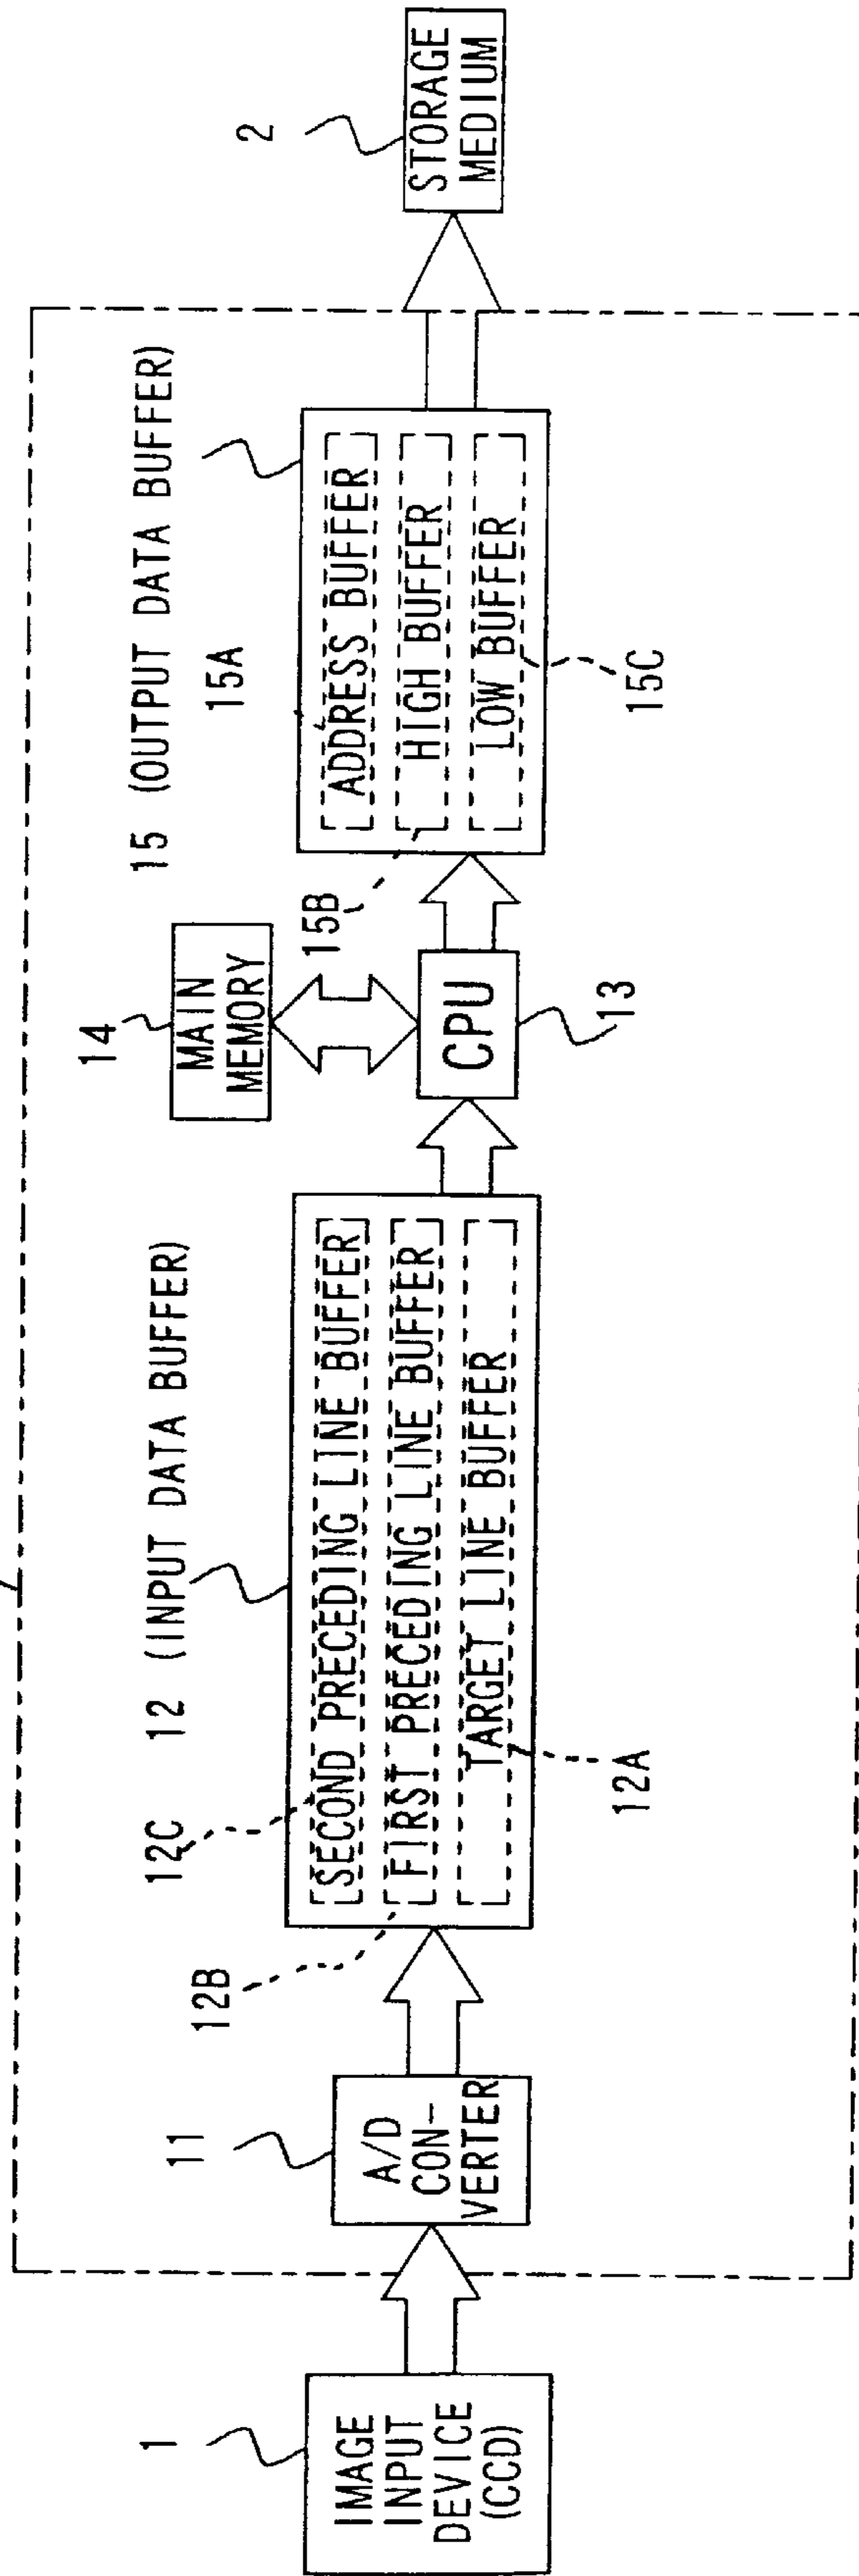 1
IMAGE
INPUT
DEVICE
(CCD)
11
A/D
CON-
VERTER
12 (INPUT DATA BUFFER)
12C
12B
SECOND PRECEDING LINE BUFFER
FIRST PRECEDING LINE BUFFER
TARGET LINE BUFFER
12A
14
MAIN
MEMORY
CPU
13
15 (OUTPUT DATA BUFFER)
15A
15B
ADDRESS BUFFER
HIGH BUFFER
LOW BUFFER
15C
2
STORAGE
MEDIUM